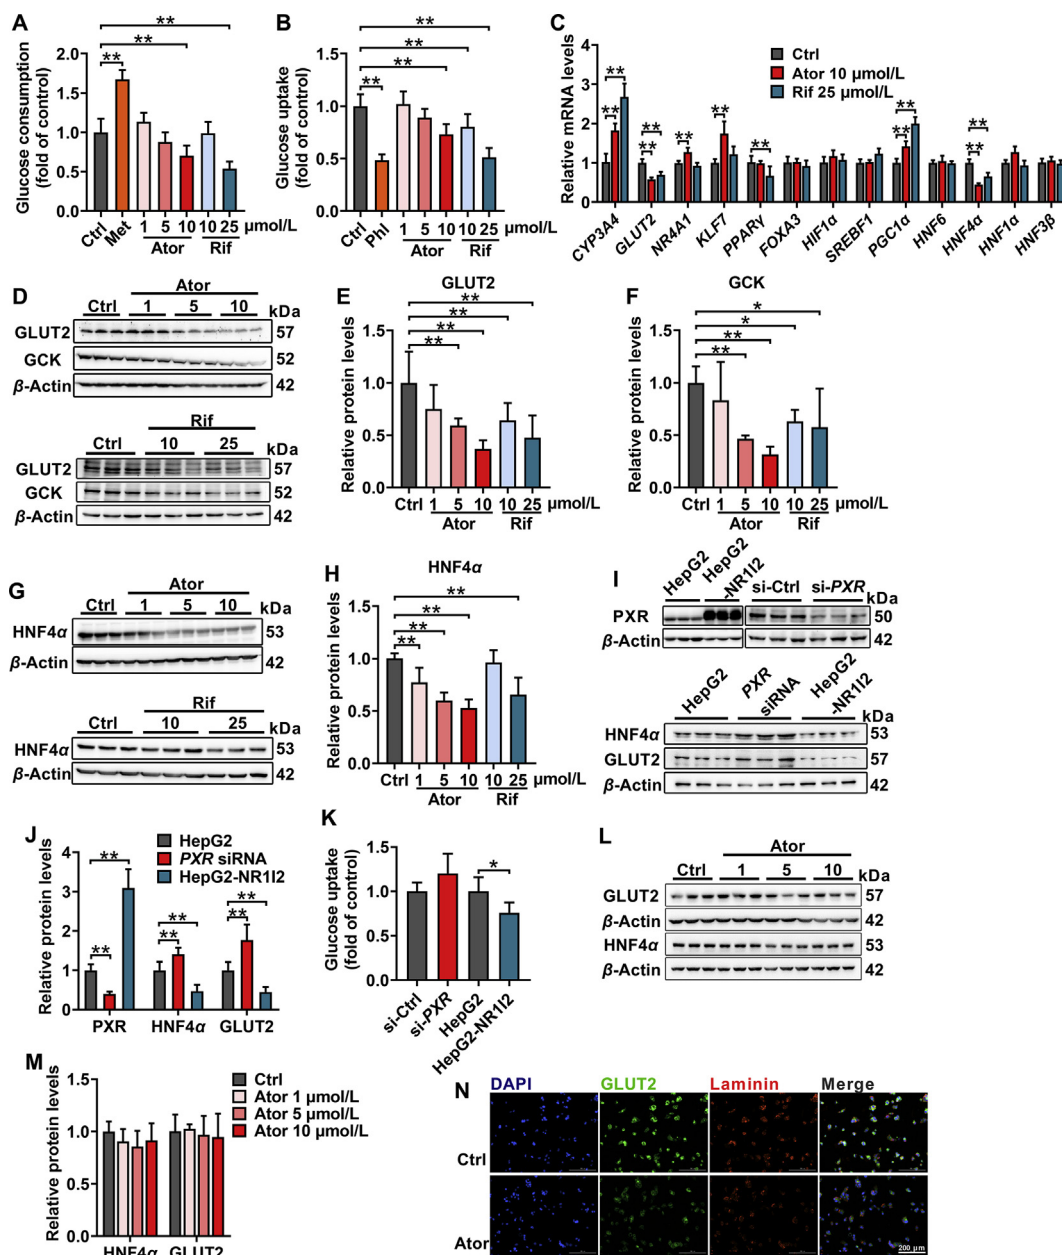 A
Glucose consumption
(fold of control)
2.0
1.5
1.0
0.5
0.0
**
**
**
Ctrl
Met
1
5
10
10
25
µmol/L
Ator
Rif
B
Glucose uptake
(fold of control)
1.5
1.0
0.5
0.0
**
**
**
**
Ctrl
Phl
1
5
10
10
25
µmol/L
Ator
Rif
C
Relative mRNA levels
4
3
2
1
0
Ctrl
Ator 10 µmol/L
Rif 25 µmol/L
**
**
**
**
**
**
**
**
**
**
**
CYP3A4
GLUT2
NR4A1
KLF7
PPARγ
FOXA3
HIF1α
SREBF1
PGC1α
HNF6
HNF4α
HNF1α
HNF3β
D
Ator
Ctrl 1 5 10 kDa
GLUT2 57
GCK 52
β-Actin 42
Rif
Ctrl 10 25
GLUT2 57
GCK 52
β-Actin 42
E
GLUT2
Relative protein levels
1.5
1.0
0.5
0.0
**
**
**
**
Ctrl 1 5 10 10 25 µmol/L
Ator Rif
F
GCK
Relative protein levels
1.5
1.0
0.5
0.0
*
*
**
**
Ctrl 1 5 10 10 25 µmol/L
Ator Rif
G
Ator
Ctrl 1 5 10 kDa
HNF4α 53
β-Actin 42
Rif
Ctrl 10 25
HNF4α 53
β-Actin 42
H
HNF4α
Relative protein levels
1.5
1.0
0.5
0.0
**
**
**
**
Ctrl 1 5 10 10 25 µmol/L
Ator Rif
I
HepG2
HepG2
-NR1I2
si-Ctrl si-PXR kDa
PXR 50
β-Actin 42
HepG2
PXR
siRNA
HepG2
-NR1I2
kDa
HNF4α 53
GLUT2 57
β-Actin 42
J
Relative protein levels
4
3
2
1
0
HepG2
PXR siRNA
HepG2-NR1I2
**
**
**
**
**
**
PXR HNF4α GLUT2
K
Glucose uptake
(fold of control)
1.5
1.0
0.5
0.0
*
si-Ctrl
si-PXR
HepG2
HepG2-NR1I2
L
Ator
Ctrl 1 5 10 kDa
GLUT2 57
β-Actin 42
HNF4α 53
β-Actin 42
M
Relative protein levels
1.5
1.0
0.5
0.0
Ctrl
Ator 1 µmol/L
Ator 5 µmol/L
Ator 10 µmol/L
HNF4α GLUT2
N
DAPI GLUT2 Laminin Merge
Ctrl
Ator
200 µm